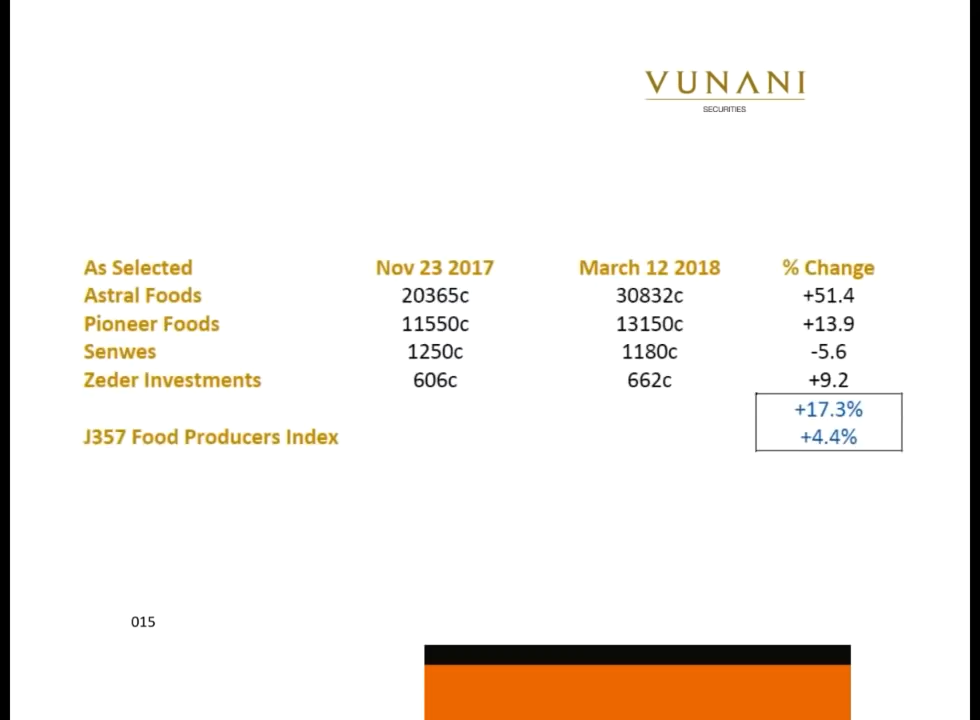 VUNANI
SECURITIES
As Selected Nov 23 2017 March 12 2018 % Change
Astral Foods 20365c 30832c +51.4
Pioneer Foods 11550c 13150c +13.9
Senwes 1250c 1180c -5.6
Zeder Investments 606c 662c +9.2
+17.3%
J357 Food Producers Index +4.4%
015